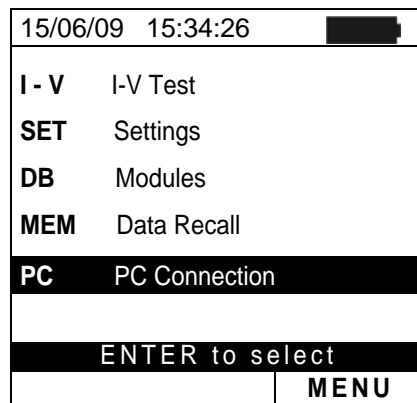 15/06/09 15:34:26
I - V I-V Test
SET Settings
DB Modules
MEM Data Recall
PC PC Connection
ENTER to select
MENU